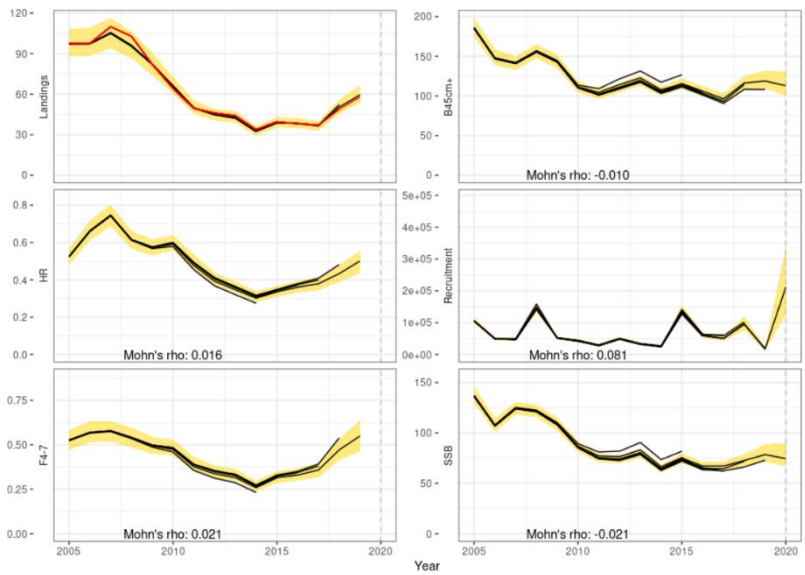 120
90
60
30
0
Landings
200
150
100
50
0
B45cm+
Mohn's rho: -0.010
0.8
0.6
0.4
0.2
0.0
HR
Mohn's rho: 0.016
5e+05
4e+05
3e+05
2e+05
1e+05
0e+00
Recruitment
Mohn's rho: 0.081
0.75
0.50
0.25
0.00
F4-7
Mohn's rho: 0.021
2005 2010 2015 2020
150
100
50
0
SSB
Mohn's rho: -0.021
2005 2010 2015 2020
Year